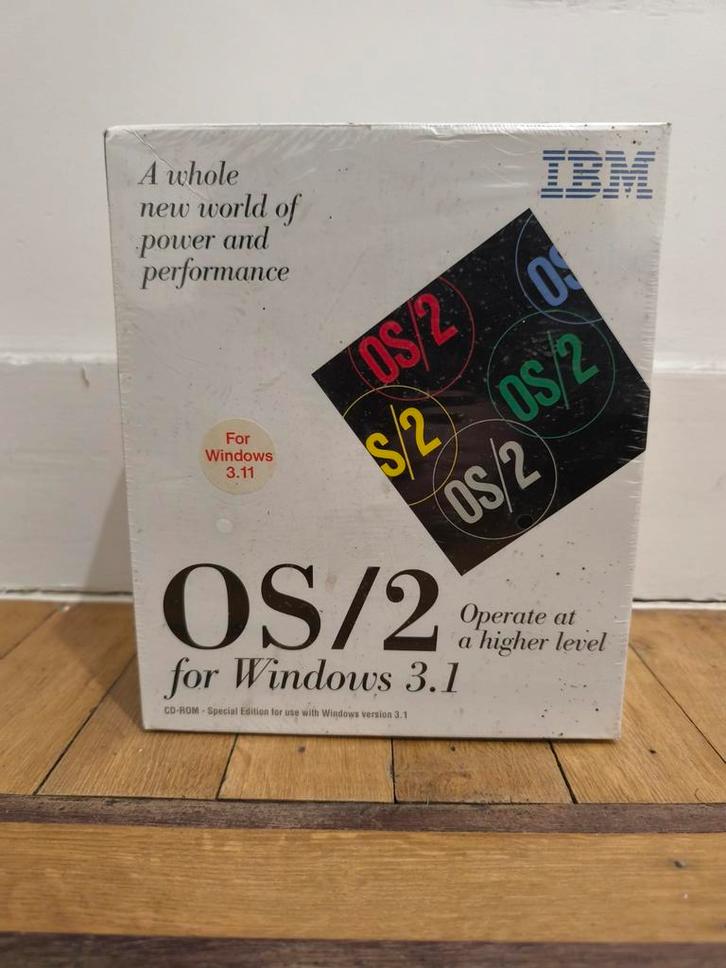 A whole
new world of
power and
performance
IBM
OS
OS/2
OS/2
S/2
OS/2
For
Windows
3.11
OS/2
Operate at
a higher level
for Windows 3.1
CD-ROM - Special Edition for use with Windows version 3.1